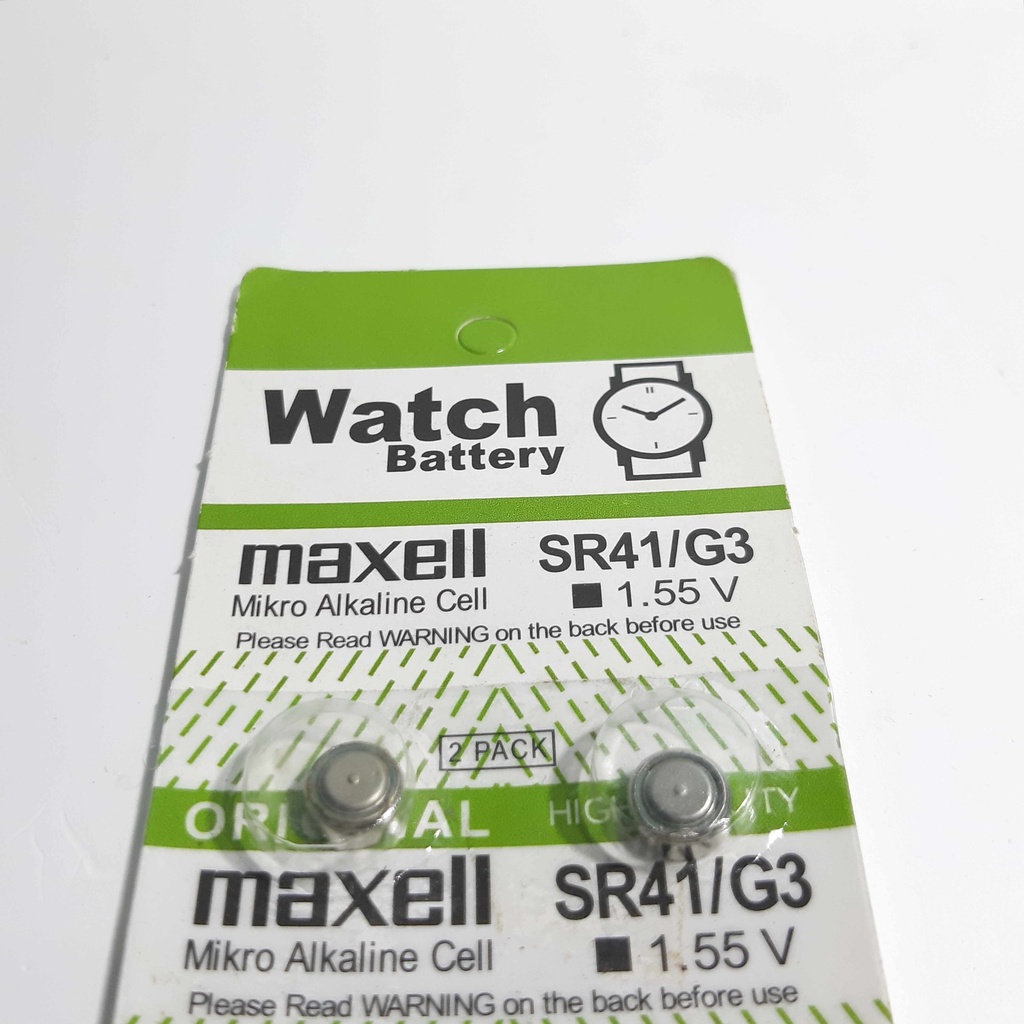 Watch
Battery
maxell SR41/G3
Mikro Alkaline Cell 1.55 V
Please Read WARNING on the back before use
2 PACK
maxell SR41/G3
Mikro Alkaline Cell 1.55 V
Please Read WARNING on the back before use